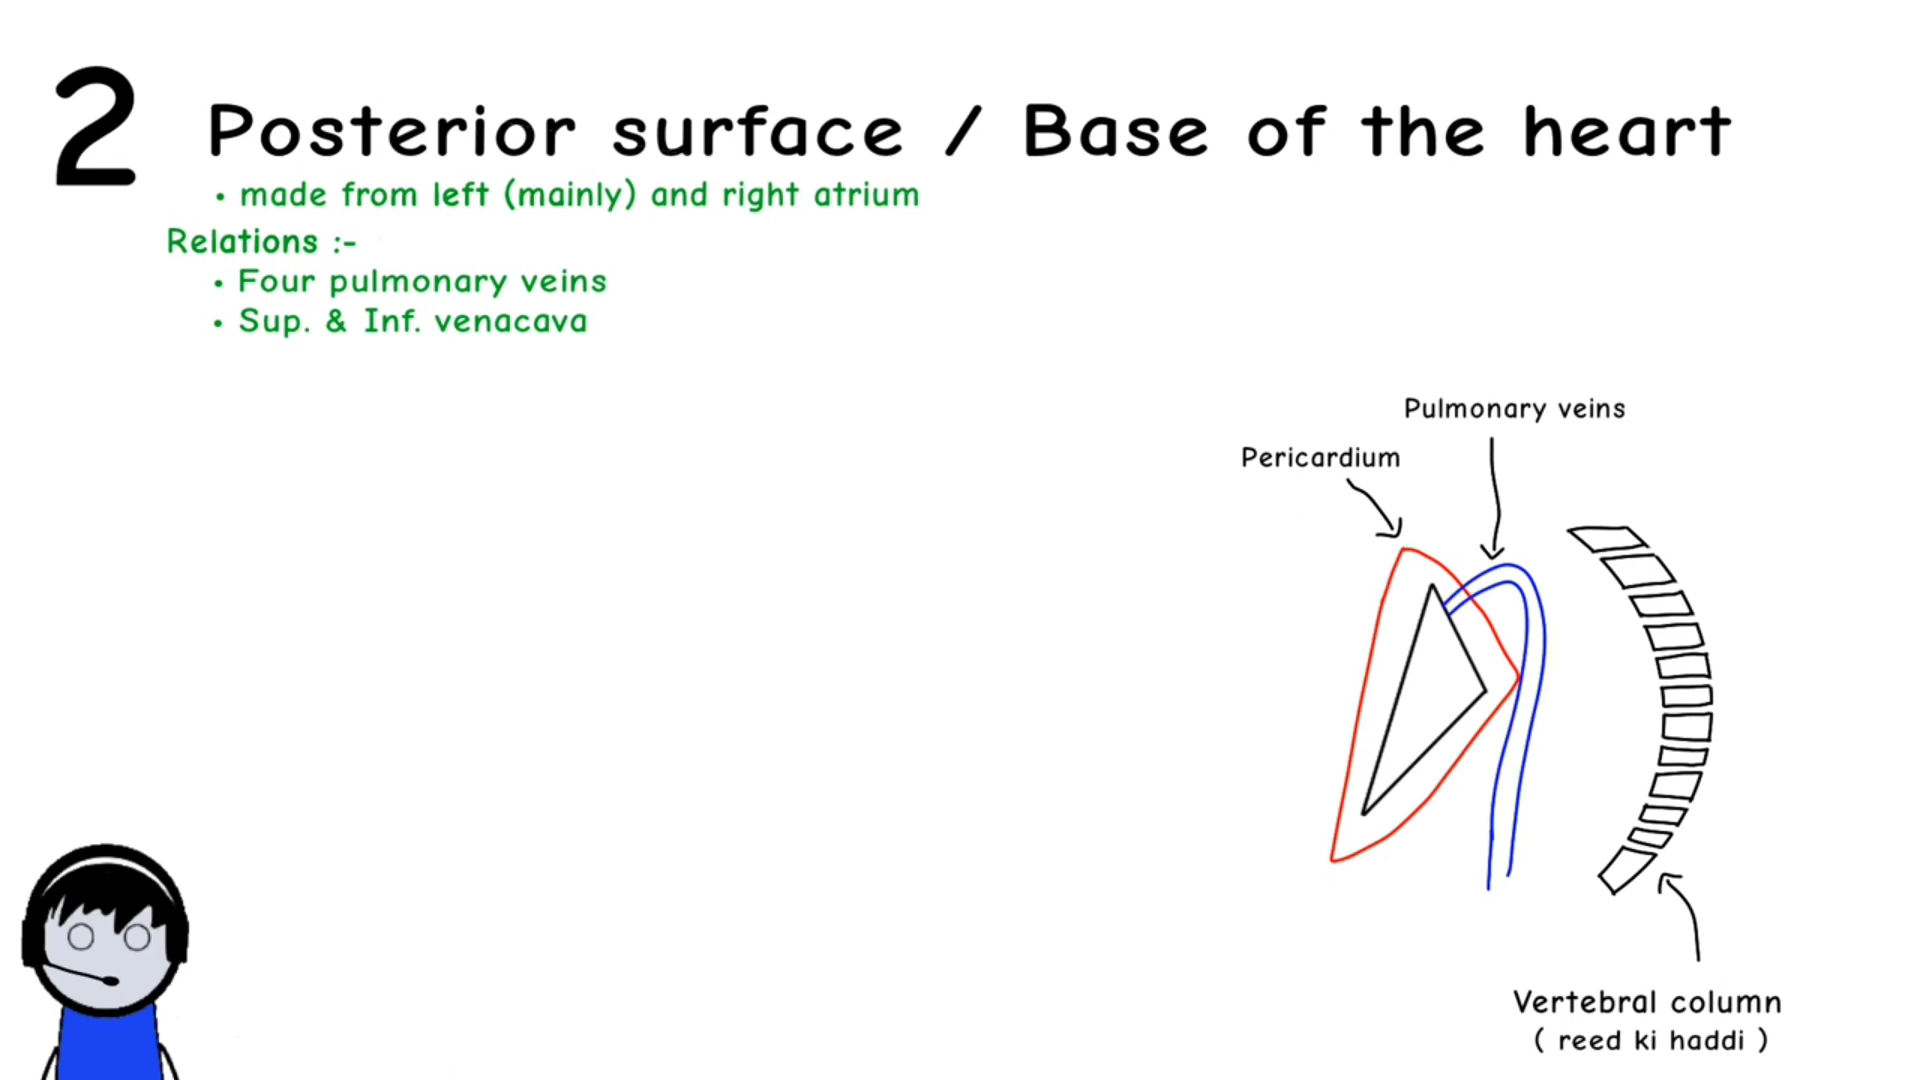 2 Posterior surface / Base of the heart
• made from left (mainly) and right atrium
Relations :-
• Four pulmonary veins
• Sup. & Inf. venacava
Pulmonary veins
Pericardium
Vertebral column
( reed ki haddi )